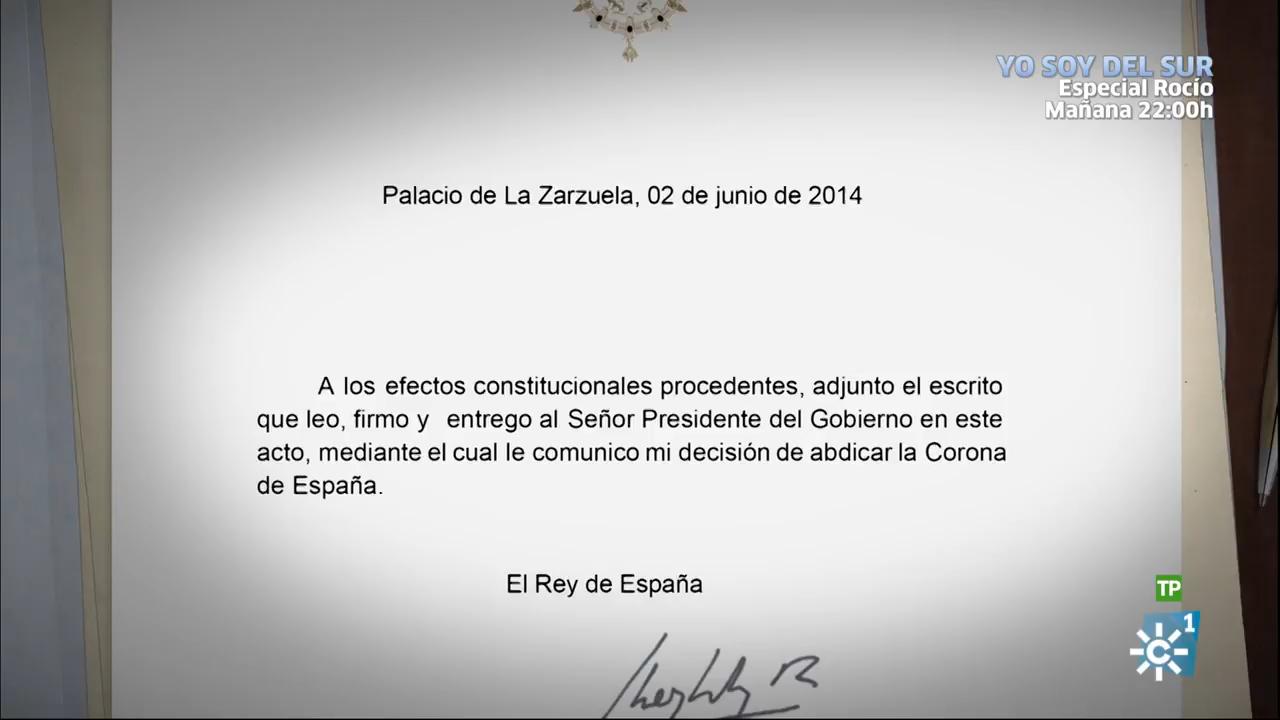 YO SOY DEL SUR
Especial Rocío
Mañana 22:00h
Palacio de La Zarzuela, 02 de junio de 2014
A los efectos constitucionales procedentes, adjunto el escrito
que leo, firmo y entrego al Señor Presidente del Gobierno en este
acto, mediante el cual le comunico mi decisión de abdicar la Corona
de España.
El Rey de España
TP
1